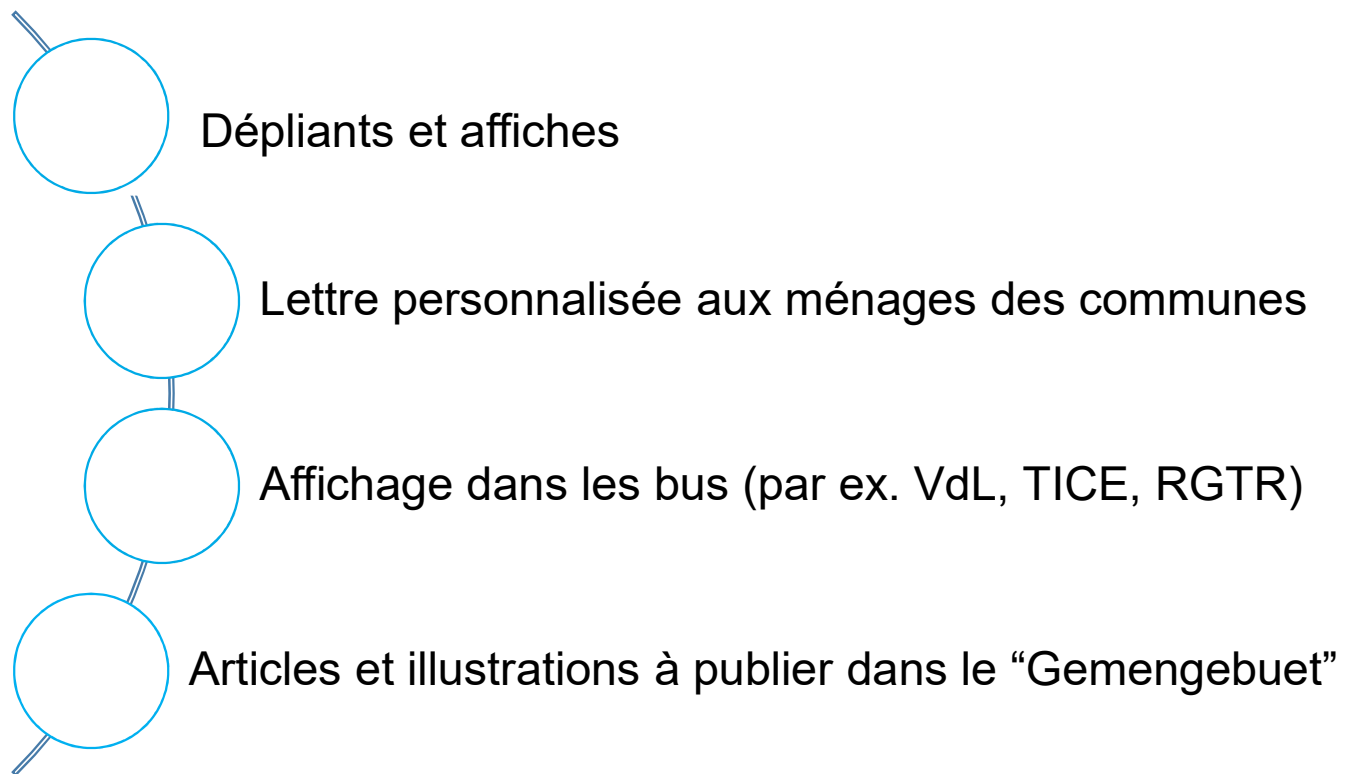 Dépliants et affiches
Lettre personnalisée aux ménages des communes
Affichage dans les bus (par ex. VdL, TICE, RGTR)
Articles et illustrations à publier dans le “Gemengebuet”